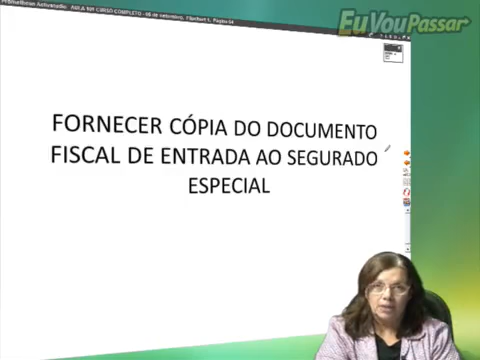 EuVouPassar
FORNECER CÓPIA DO DOCUMENTO
FISCAL DE ENTRADA AO SEGURADO
ESPECIAL